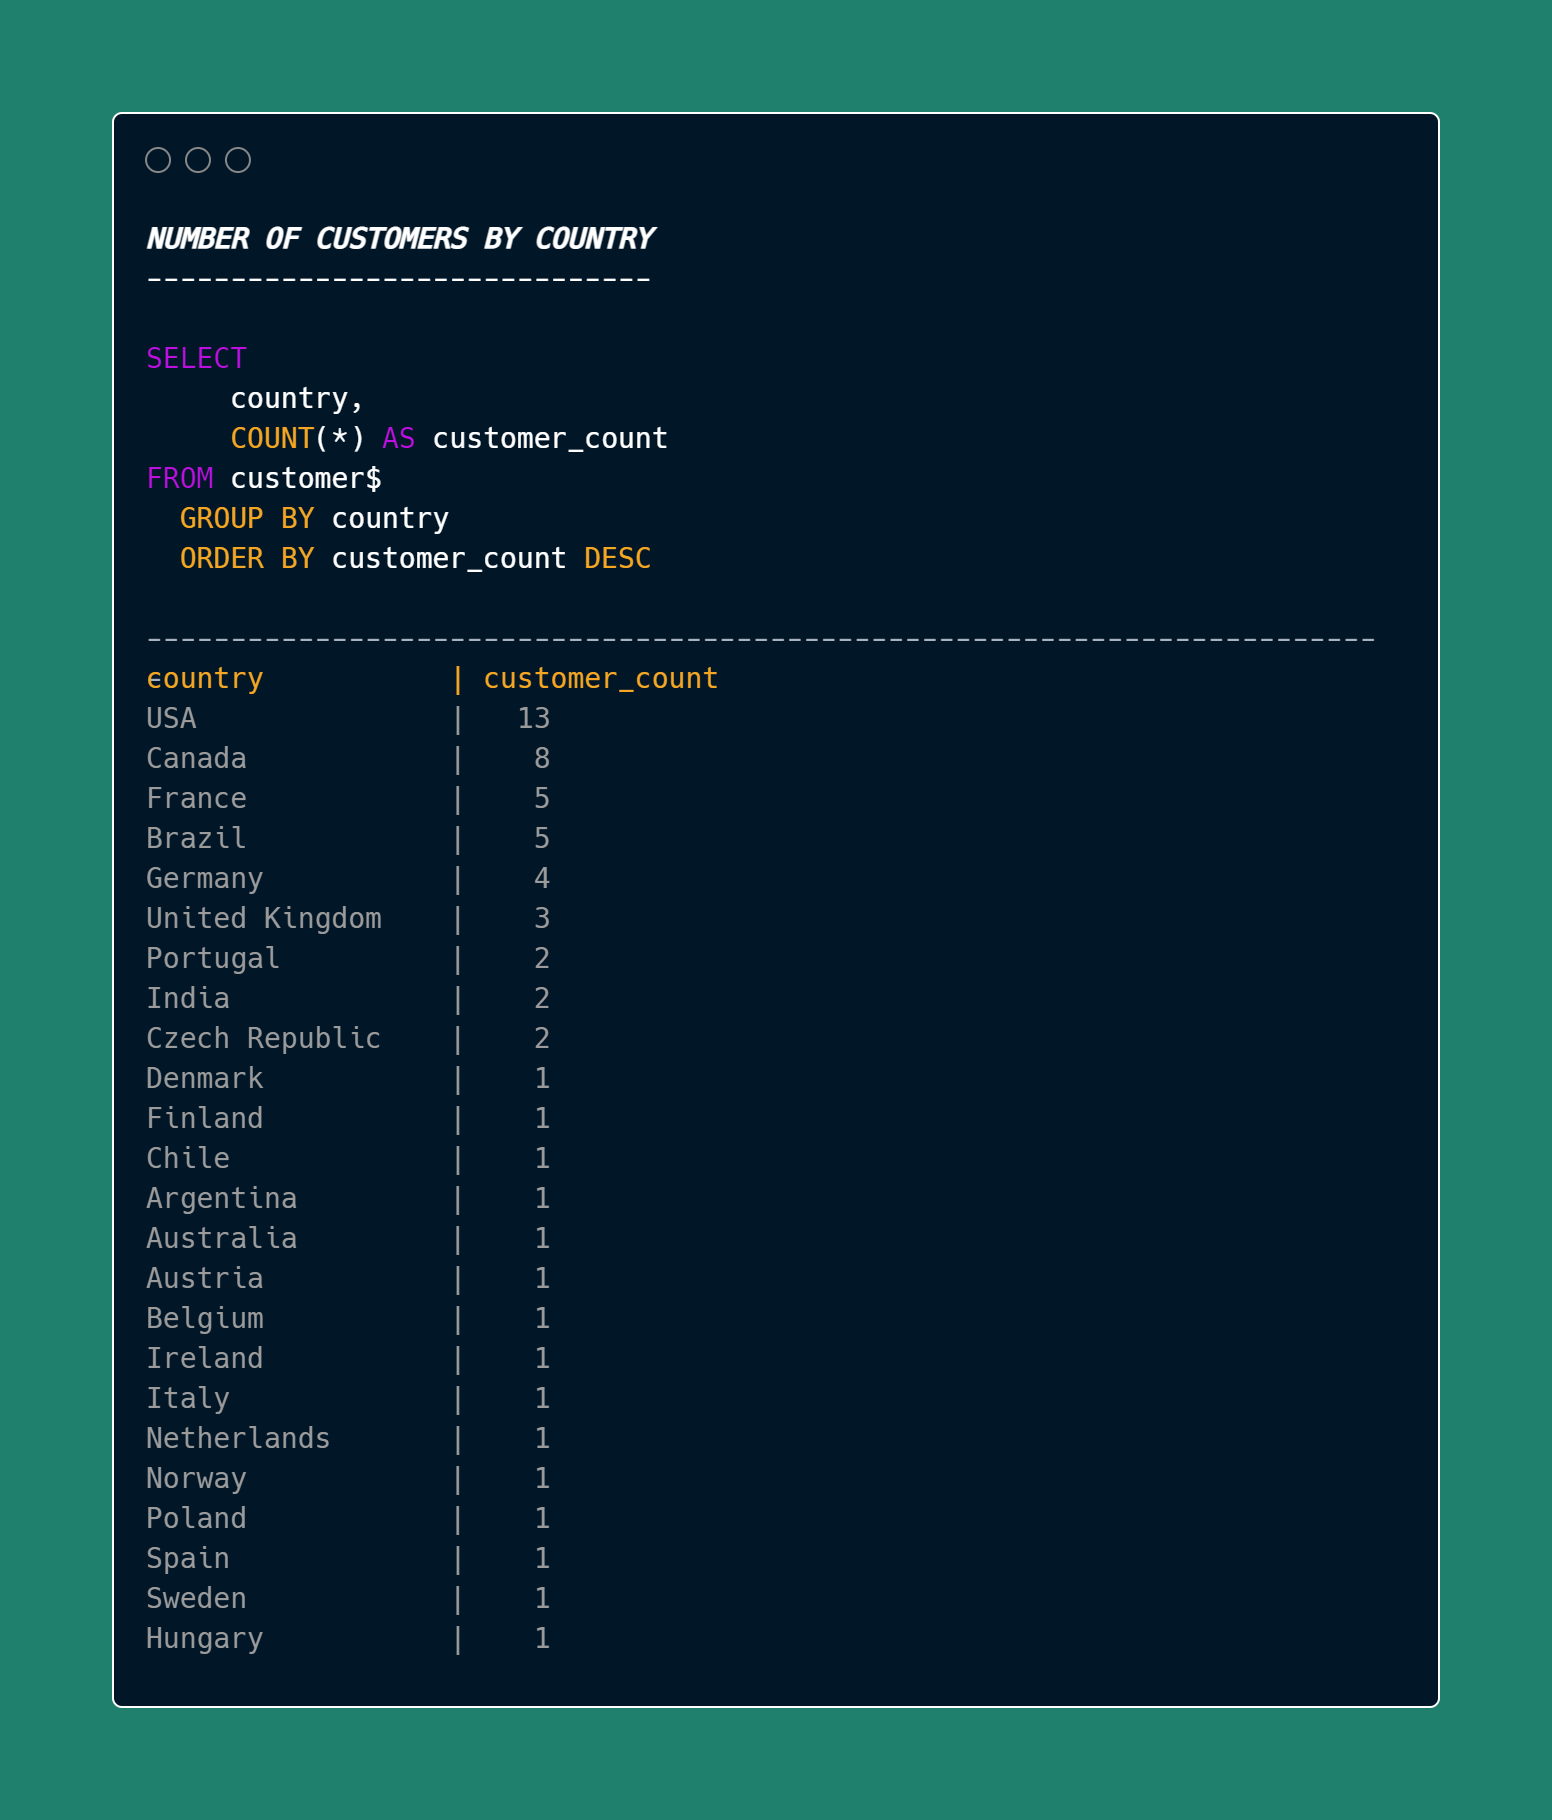 NUMBER OF CUSTOMERS BY COUNTRY
------------------------------
SELECT
     country,
     COUNT(*) AS customer_count
FROM customer$
  GROUP BY country
  ORDER BY customer_count DESC
-------------------------------------------------------------------------
country           | customer_count
USA               |   13
Canada            |    8
France            |    5
Brazil            |    5
Germany           |    4
United Kingdom    |    3
Portugal          |    2
India             |    2
Czech Republic    |    2
Denmark           |    1
Finland           |    1
Chile             |    1
Argentina         |    1
Australia         |    1
Austria           |    1
Belgium           |    1
Ireland           |    1
Italy             |    1
Netherlands       |    1
Norway            |    1
Poland            |    1
Spain             |    1
Sweden            |    1
Hungary           |    1